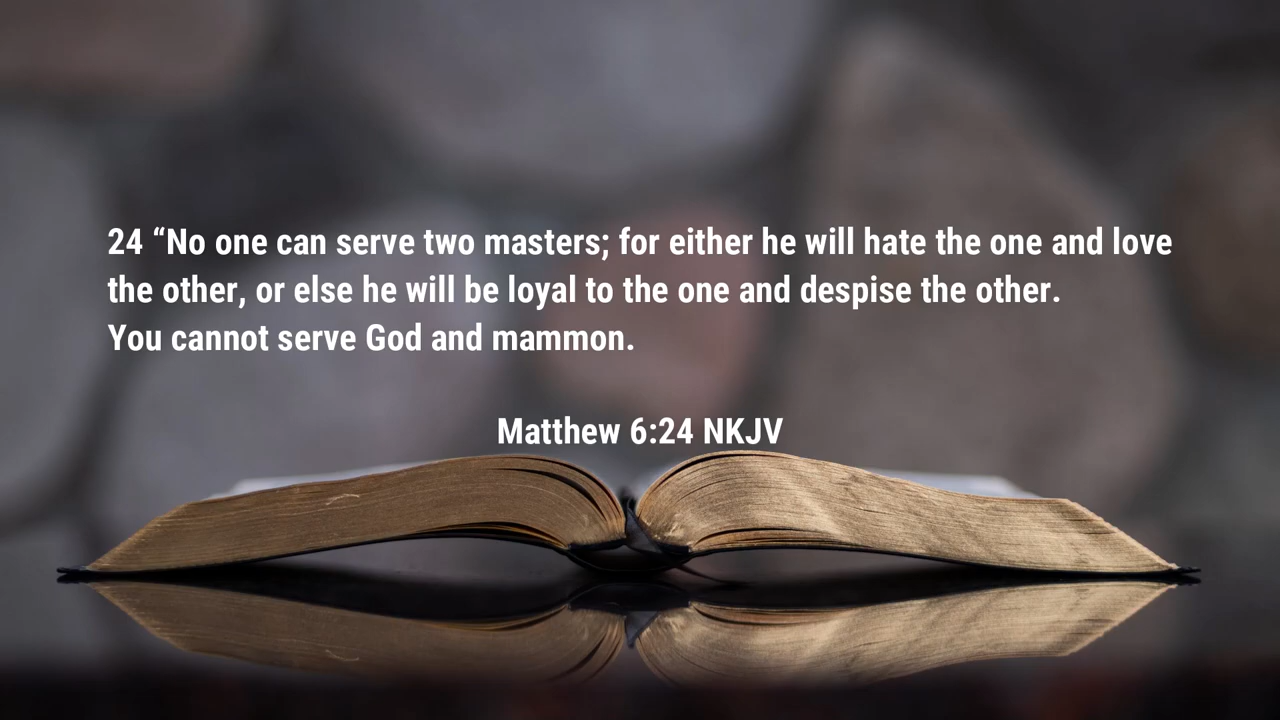 24 “No one can serve two masters; for either he will hate the one and love
the other, or else he will be loyal to the one and despise the other.
You cannot serve God and mammon.
Matthew 6:24 NKJV